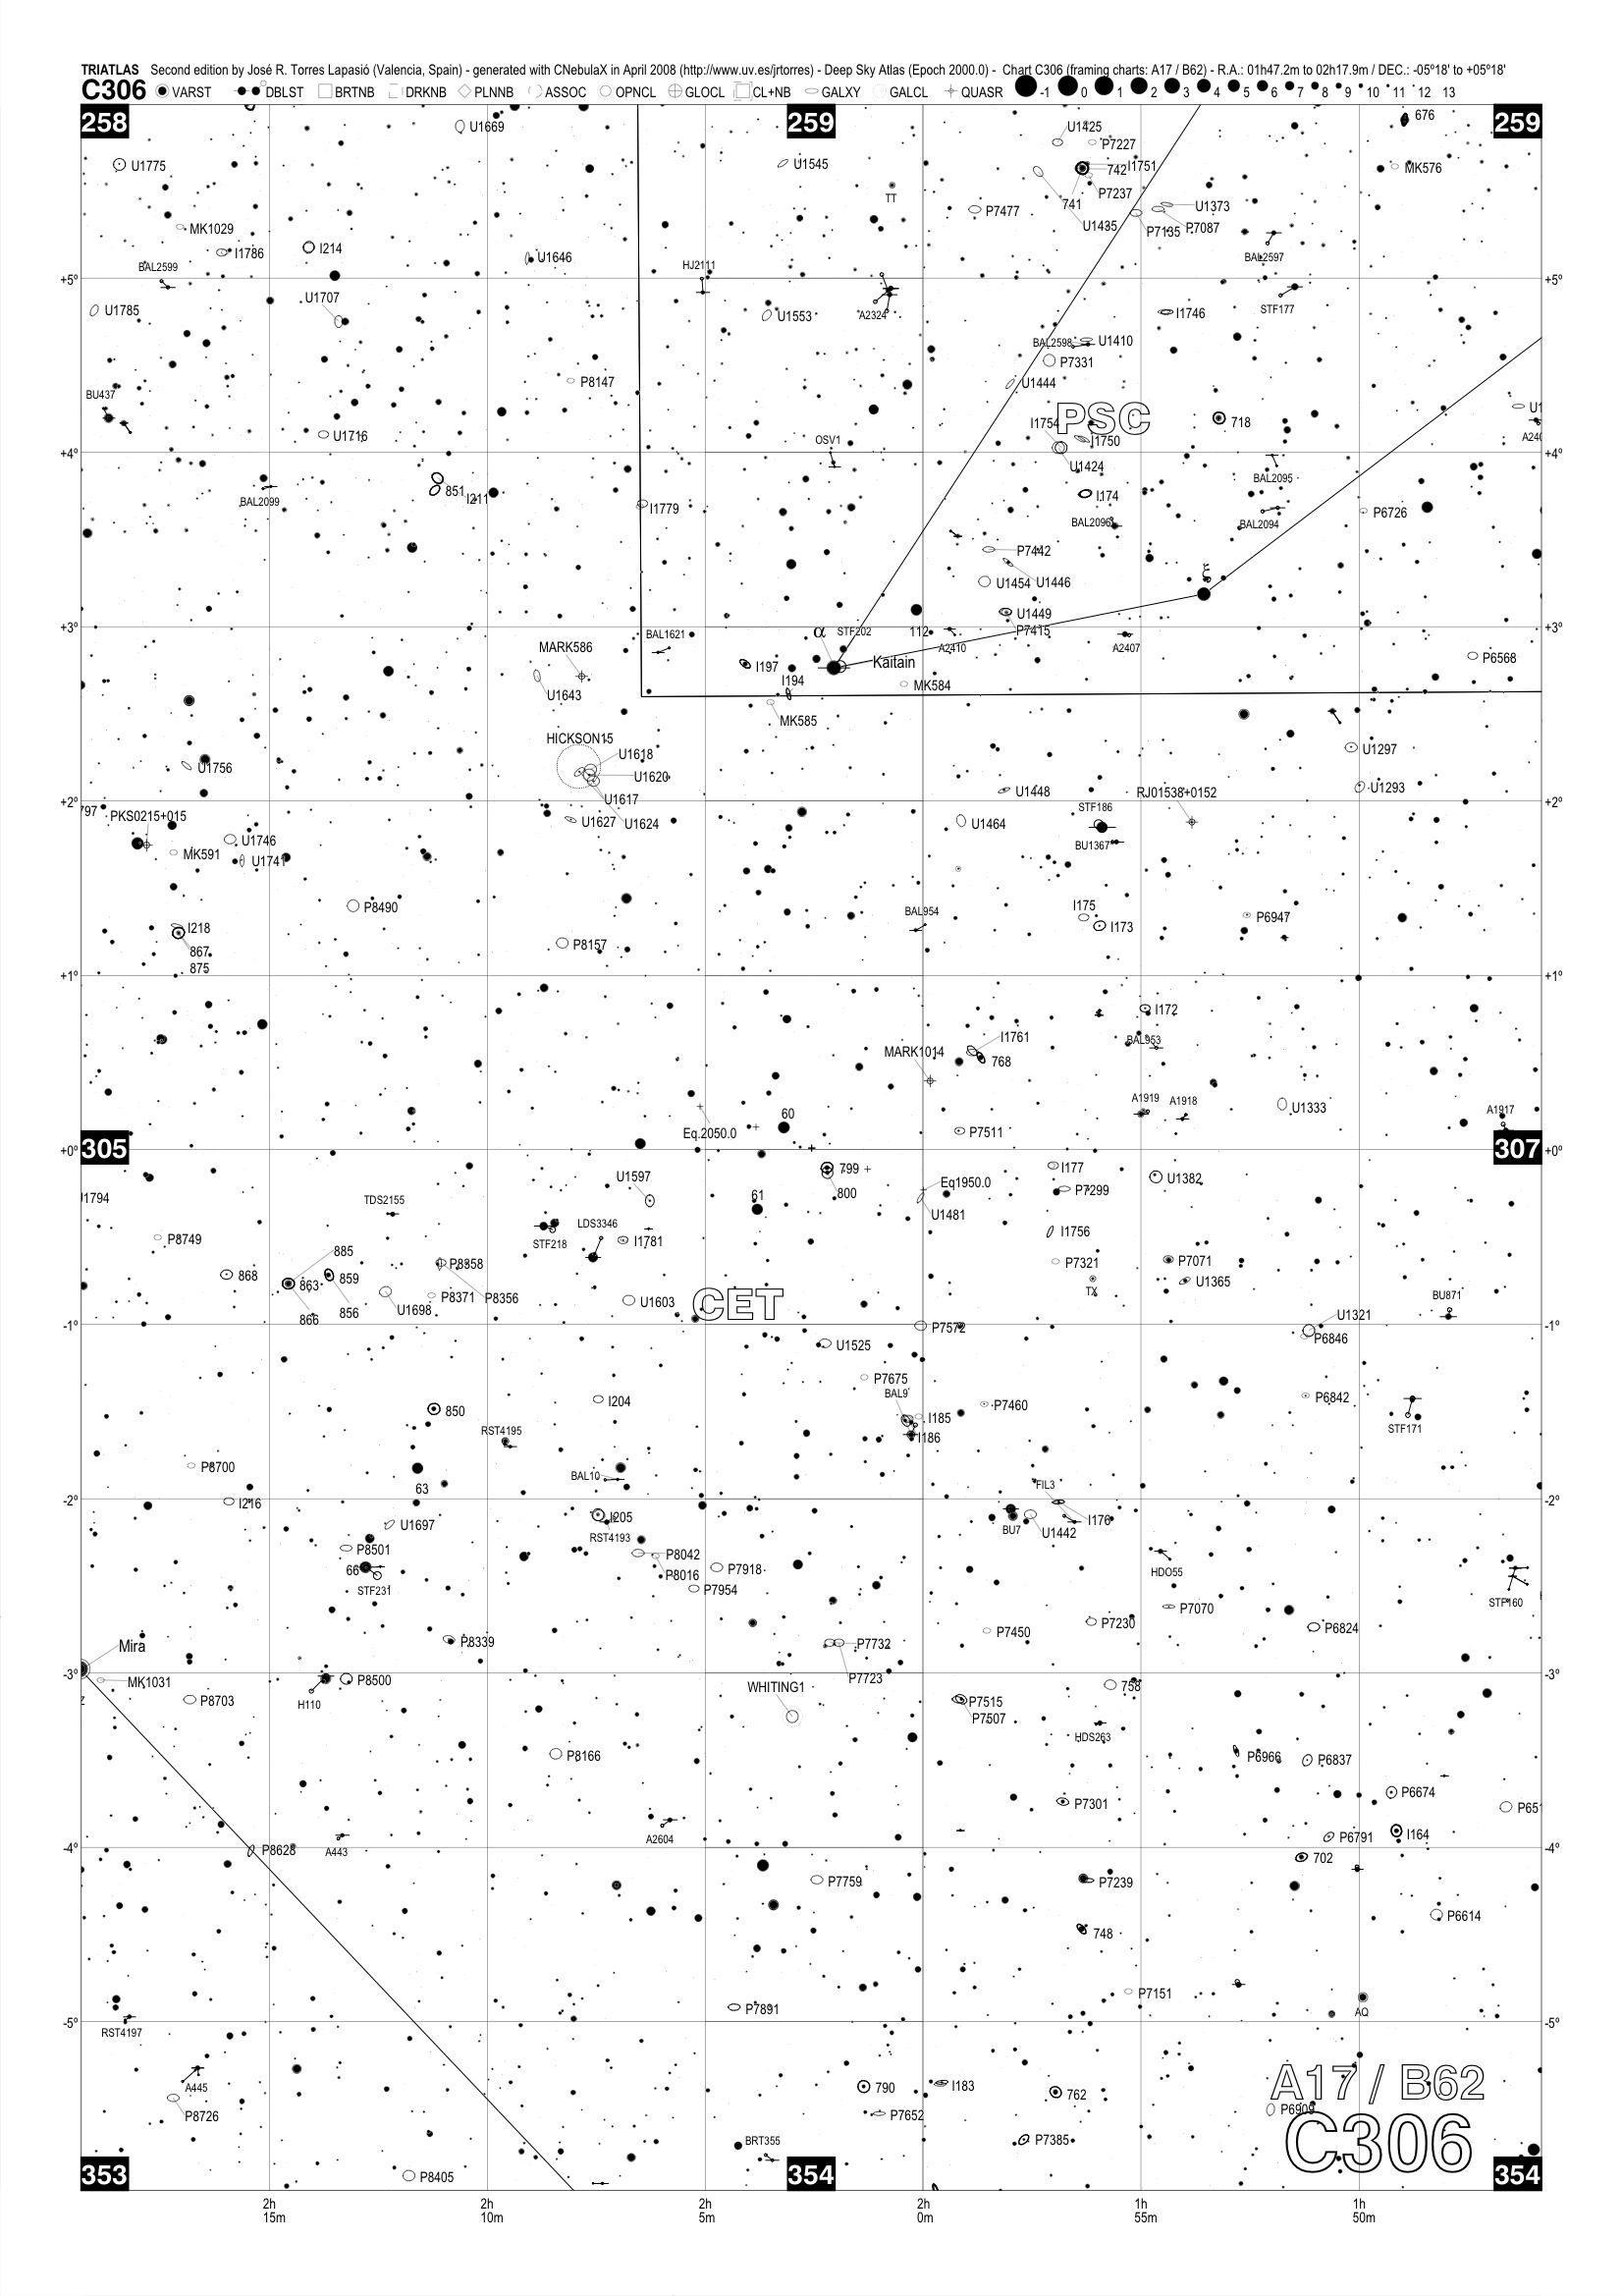 TRIATLAS Second edition by José R. Torres Lapasió (Valencia, Spain) - generated with CNebulaX in April 2008 (http://www.uv.es/jrtorres) - Deep Sky Atlas (Epoch 2000.0) - Chart C306 (framing charts: A17 / B62) - R.A.: 01h47.2m to 02h17.9m / DEC.: -05º18' to +05º18'
C306 VARST DBLST BRTNB DRKNB PLNNB ASSOC OPNCL GLOCL CL+NB GALXY GALCL QUASR -1 0 1 2 3 4 5 6 7 8 9 10 11 12 13
258 259 259
676
U1669 U1425
P7227
U1775 U1545 742 I1751 MK576
P7237
TT
741 U1373
P7477
MK1029 U1435 P7135 P7087
I1786 I214 U1646
BAL2599 HJ2111 BAL2597
+5º +5º
U1785 U1707 U1553 A2324 I1746 STF177
BAL2598 U1410
P7331
P8147 U1444
BU437 PSC
U1716 I1754 718
OSV1 I1750 A240
+4º +4º
U1424
BAL2095
851 I211 I174
BAL2099 I1779 P6726
BAL2096 BAL2094
P7442
ξ
U1454 U1446
U1449
+3º α STF202 112 P7415 +3º
BAL1621
MARK586 A2410 A2407
I197 Kaitain P6568
I194 MK584
U1643
MK585
HICKSON15
U1618 U1297
U1756 U1620
U1617 U1448 RJ01538+0152 U1293
+2º +2º
797 PKS0215+015 STF186
U1627 U1624 U1464
U1746 BU1367
MK591 U1741
P8490 I175
BAL954 P6947
I218 I173
P8157
867
875
+1º +1º
I172
MARK1014 I1761 BAL953
768
A1919 A1918
60 U1333 A1917
Eq.2050.0 P7511
305 +0º +0º 307
U1597 799 I177 U1382
Eq1950.0
800 P7299
U1794 TDS2155 61 U1481
LDS3346
P8749 STF218 I1781 I1756
885
868 863 859 P8358 P7321 P7071
U1365
TX
U1698 P8371 P8356 U1603 CET BU871
866 856
-1º U1321 -1º
P7572 P6846
U1525
P7675
I204 BAL9 P6842
850 I185 P7460
RST4195 I186 STF171
P8700 BAL10
63 FIL3
-2º I216 -2º
I205 I176
U1697 RST4193 BU7 U1442
P8501 P8042
66 P8016 P7918 HDO55
STF231 P7954 STF160
P7070
P7230
P7450 P6824
Mira P8339 P7732
P7723
-3º -3º
MK1031 P8500 WHITING1 758
P8703 H110 P7515
P7507
HDS263
P8166 P6966 P6837
P6674
P7301 P651
A2604 I164
-4º P8628 A443 P6791 -4º
702
P7759 P7239
P6614
748
P7151
P7891
AQ
-5º -5º
RST4197
A445 A17 / B62
790 I183 762
P8726 P7652 P6909
BRT355 P7385 C306
353 P8405 354 354
2h 2h 2h 2h 1h 1h
15m 10m 5m 0m 55m 50m